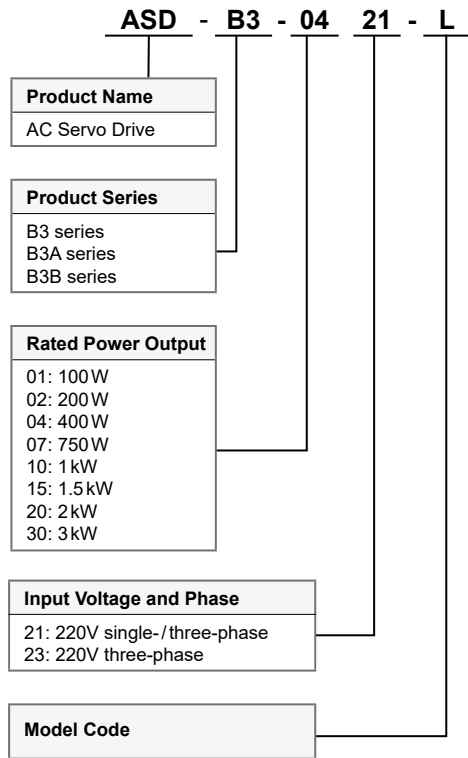 ASD - B3 - 04 21 - L
Product Name
AC Servo Drive
Product Series
B3 series
B3A series
B3B series
Rated Power Output
01: 100 W
02: 200 W
04: 400 W
07: 750 W
10: 1 kW
15: 1.5 kW
20: 2 kW
30: 3 kW
Input Voltage and Phase
21: 220V single-/three-phase
23: 220V three-phase
Model Code